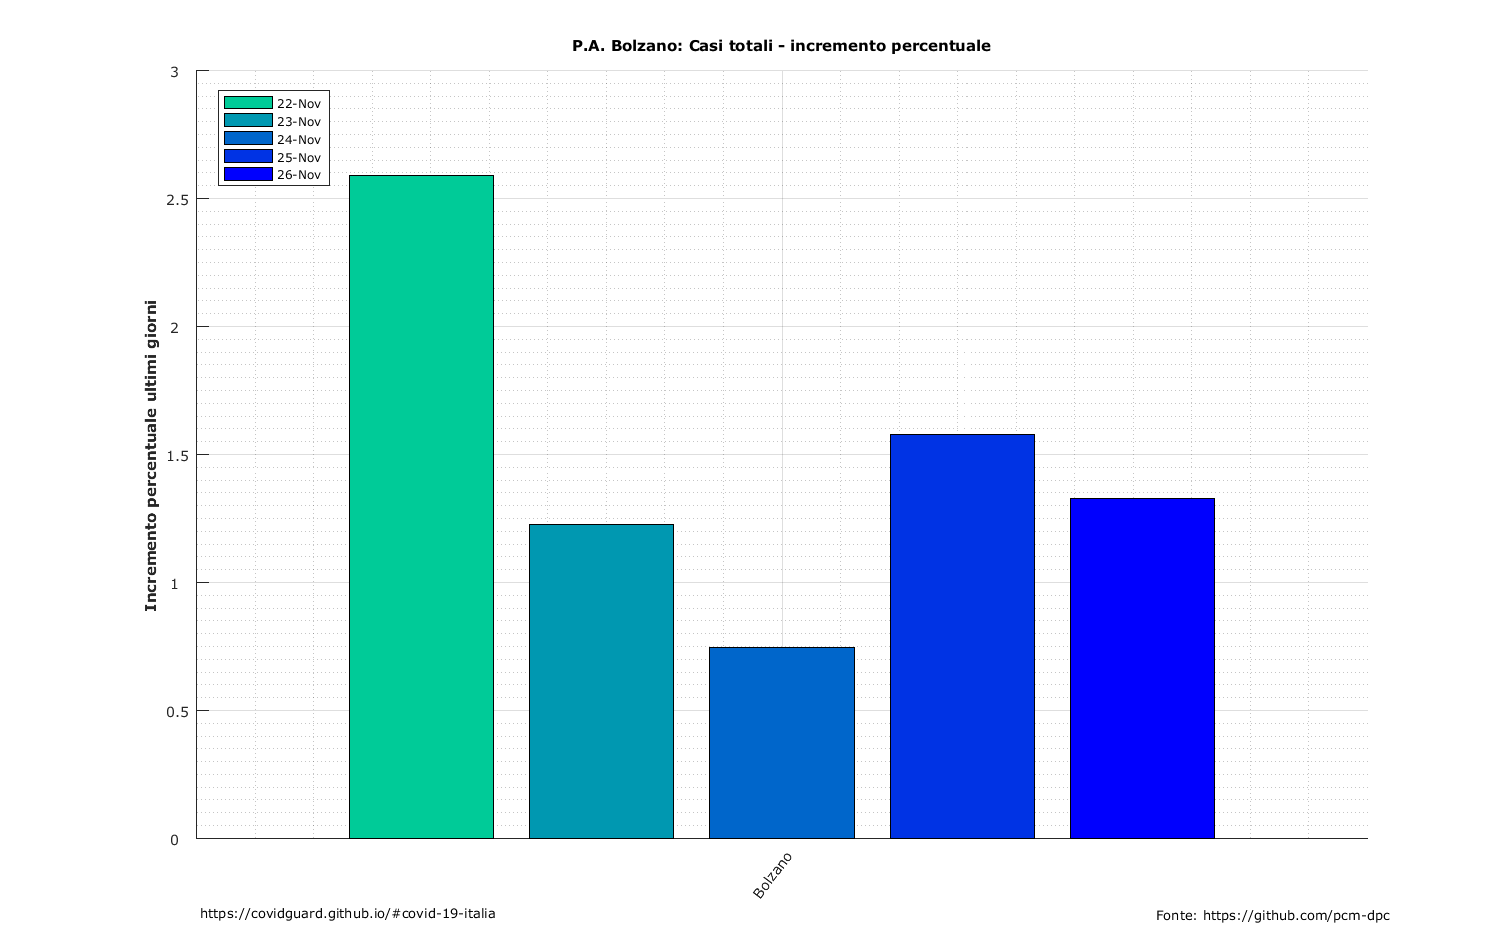 P.A. Bolzano: Casi totali - incremento percentuale
3
2.5
2
1.5
1
0.5
0
Incremento percentuale ultimi giorni
22-Nov
23-Nov
24-Nov
25-Nov
26-Nov
Bolzano
https://covidguard.github.io/#covid-19-italia
Fonte: https://github.com/pcm-dpc